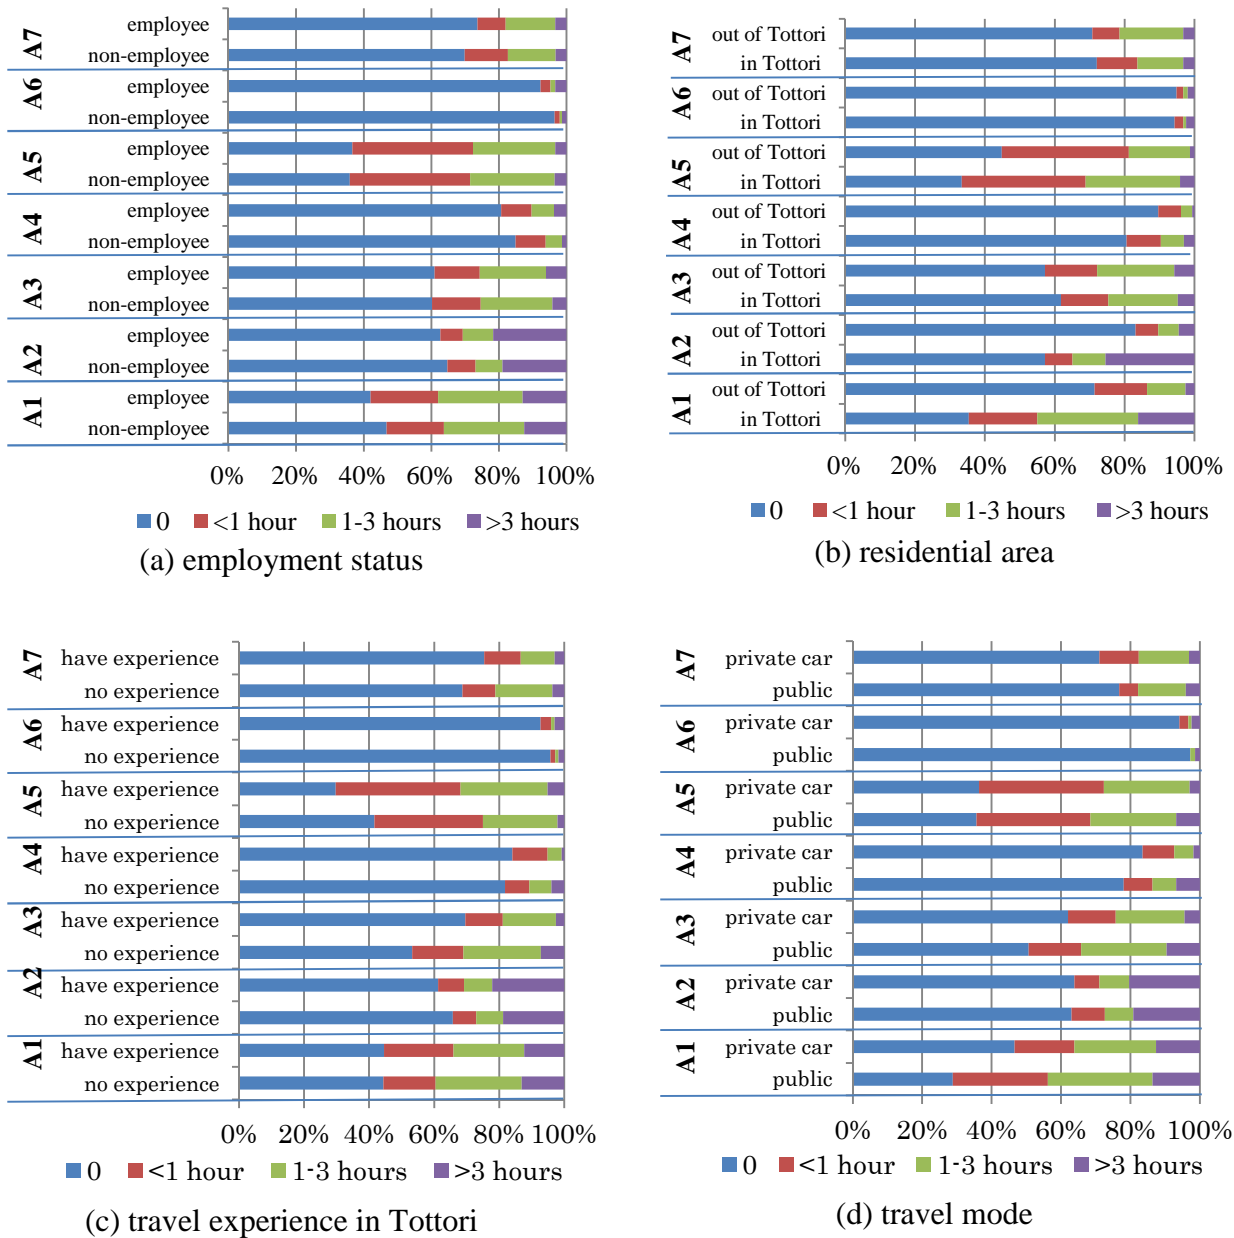 A7
employee
non-employee
A6
employee
non-employee
A5
employee
non-employee
A4
employee
non-employee
A3
employee
non-employee
A2
employee
non-employee
A1
employee
non-employee
0% 20% 40% 60% 80% 100%
0 <1 hour 1-3 hours >3 hours
(a) employment status
A7
out of Tottori
in Tottori
A6
out of Tottori
in Tottori
A5
out of Tottori
in Tottori
A4
out of Tottori
in Tottori
A3
out of Tottori
in Tottori
A2
out of Tottori
in Tottori
A1
out of Tottori
in Tottori
0% 20% 40% 60% 80% 100%
0 <1 hour 1-3 hours >3 hours
(b) residential area
A7
have experience
no experience
A6
have experience
no experience
A5
have experience
no experience
A4
have experience
no experience
A3
have experience
no experience
A2
have experience
no experience
A1
have experience
no experience
0% 20% 40% 60% 80% 100%
0 <1 hour 1-3 hours >3 hours
(c) travel experience in Tottori
A7
private car
public
A6
private car
public
A5
private car
public
A4
private car
public
A3
private car
public
A2
private car
public
A1
private car
public
0% 20% 40% 60% 80% 100%
0 <1 hour 1-3 hours >3 hours
(d) travel mode